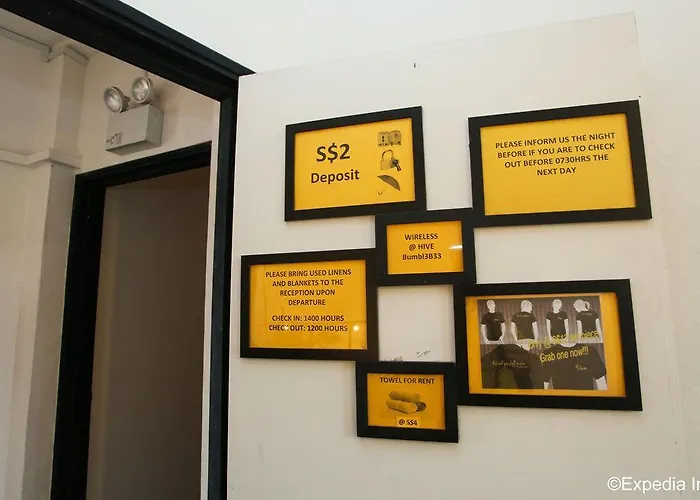 S$2
Deposit
PLEASE INFORM US THE NIGHT
BEFORE IF YOU ARE TO CHECK
OUT BEFORE 0730HRS THE
NEXT DAY
WIRELESS
@ HIVE
Bumbl3B33
PLEASE BRING USED LINENS
AND BLANKETS TO THE
RECEPTION UPON
DEPARTURE
CHECK IN: 1400 HOURS
CHECK OUT: 1200 HOURS
Grab one now!!!
TOWEL FOR RENT
@ S$4
©Expedia In